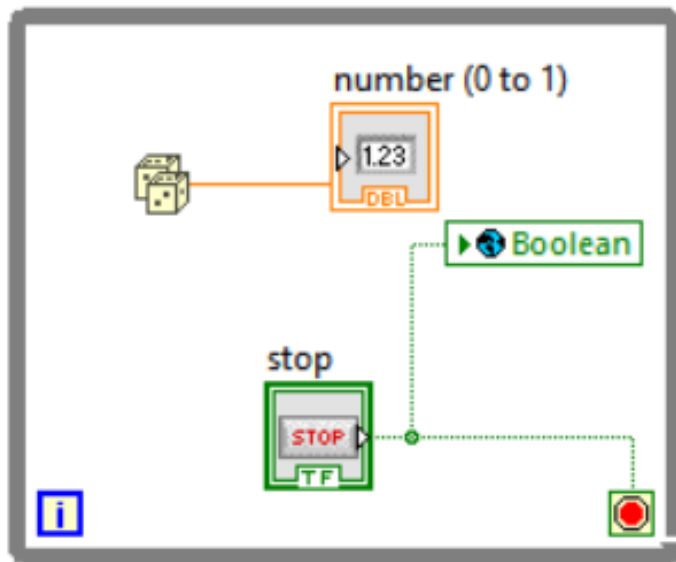 number (0 to 1)
1.23
DBL
Boolean
stop
STOP
TF
i